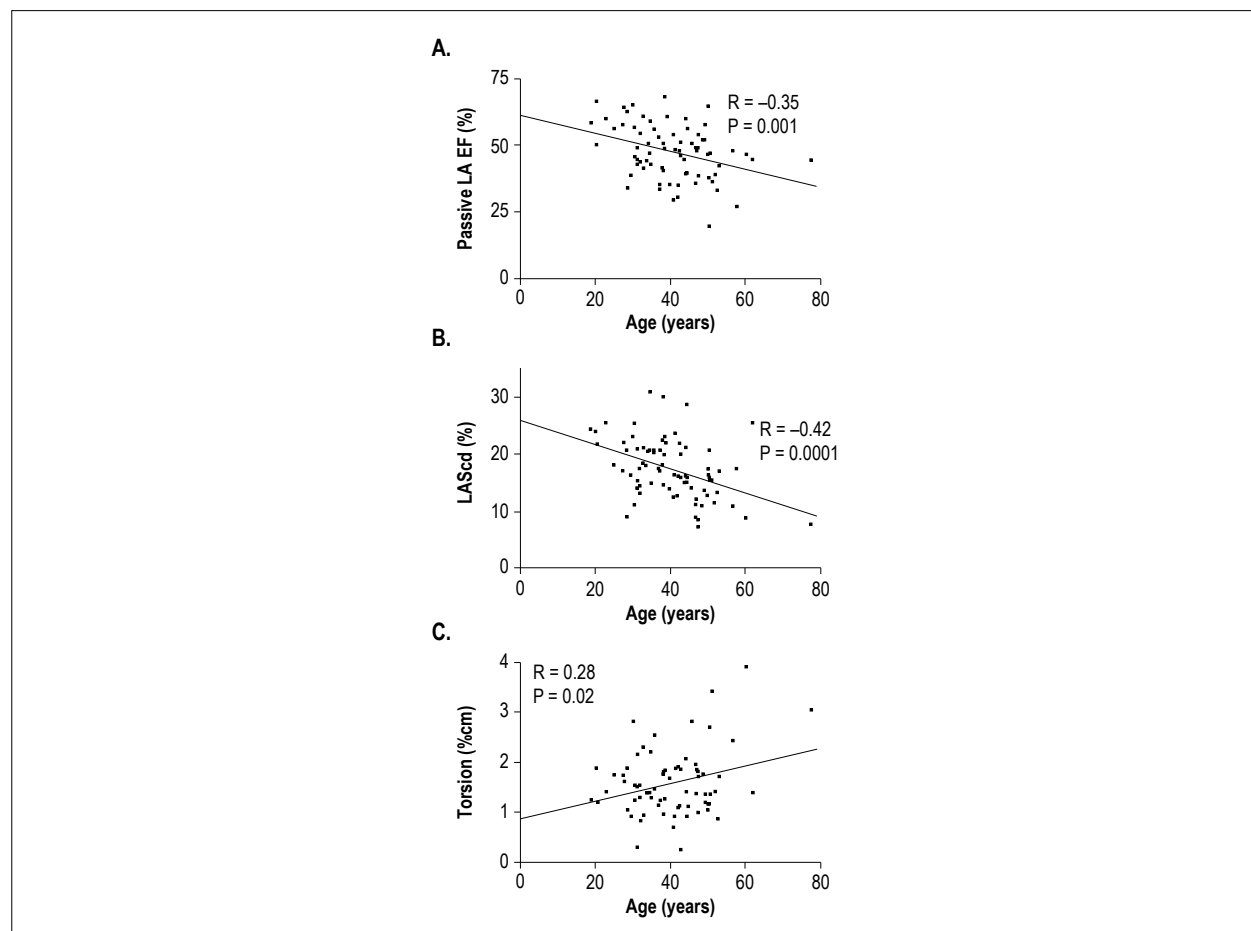 A.
75
50
25
0
Passive LA EF (%)
R = –0.35
P = 0.001
0 20 40 60 80
Age (years)
B.
30
20
10
0
LAScd (%)
R = –0.42
P = 0.0001
0 20 40 60 80
Age (years)
C.
4
3
2
1
0
Torsion (%cm)
R = 0.28
P = 0.02
0 20 40 60 80
Age (years)